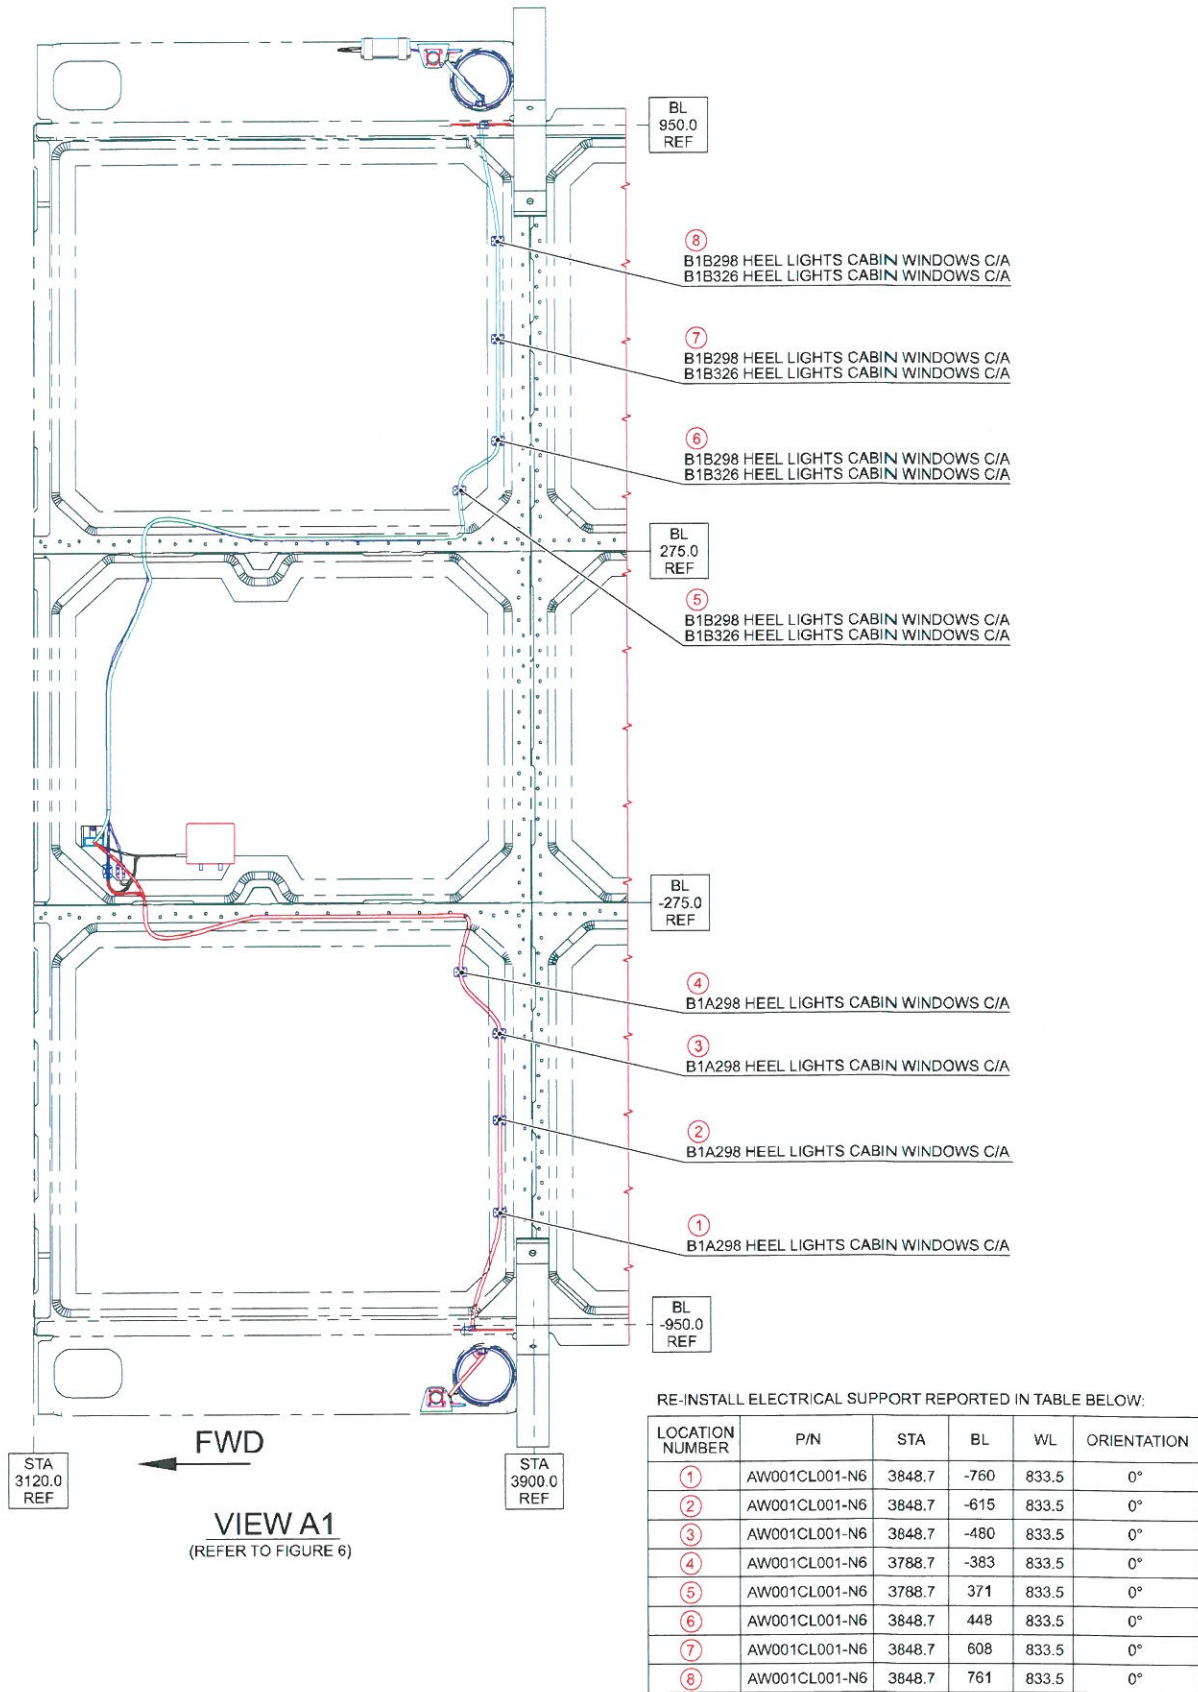 BL
950.0
REF
8
B1B298 HEEL LIGHTS CABIN WINDOWS C/A
B1B326 HEEL LIGHTS CABIN WINDOWS C/A
7
B1B298 HEEL LIGHTS CABIN WINDOWS C/A
B1B326 HEEL LIGHTS CABIN WINDOWS C/A
6
B1B298 HEEL LIGHTS CABIN WINDOWS C/A
B1B326 HEEL LIGHTS CABIN WINDOWS C/A
BL
275.0
REF
5
B1B298 HEEL LIGHTS CABIN WINDOWS C/A
B1B326 HEEL LIGHTS CABIN WINDOWS C/A
BL
-275.0
REF
4
B1A298 HEEL LIGHTS CABIN WINDOWS C/A
3
B1A298 HEEL LIGHTS CABIN WINDOWS C/A
2
B1A298 HEEL LIGHTS CABIN WINDOWS C/A
1
B1A298 HEEL LIGHTS CABIN WINDOWS C/A
BL
-950.0
REF
FWD
STA
3120.0
REF
STA
3900.0
REF
VIEW A1
(REFER TO FIGURE 6)
RE-INSTALL ELECTRICAL SUPPORT REPORTED IN TABLE BELOW:
LOCATION NUMBER P/N STA BL WL ORIENTATION
1 AW001CL001-N6 3848.7 -760 833.5 0°
2 AW001CL001-N6 3848.7 -615 833.5 0°
3 AW001CL001-N6 3848.7 -480 833.5 0°
4 AW001CL001-N6 3788.7 -383 833.5 0°
5 AW001CL001-N6 3788.7 371 833.5 0°
6 AW001CL001-N6 3848.7 448 833.5 0°
7 AW001CL001-N6 3848.7 608 833.5 0°
8 AW001CL001-N6 3848.7 761 833.5 0°